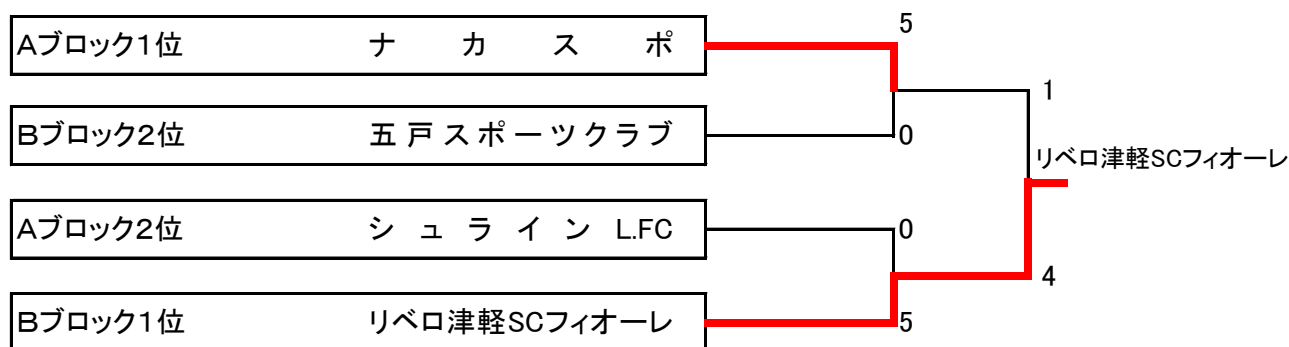 Aブロック1位 ナカスポ 5
1
Bブロック2位 五戸スポーツクラブ 0
リベロ津軽SCフィオーレ
Aブロック2位 シュラインL.FC 0
4
Bブロック1位 リベロ津軽SCフィオーレ 5